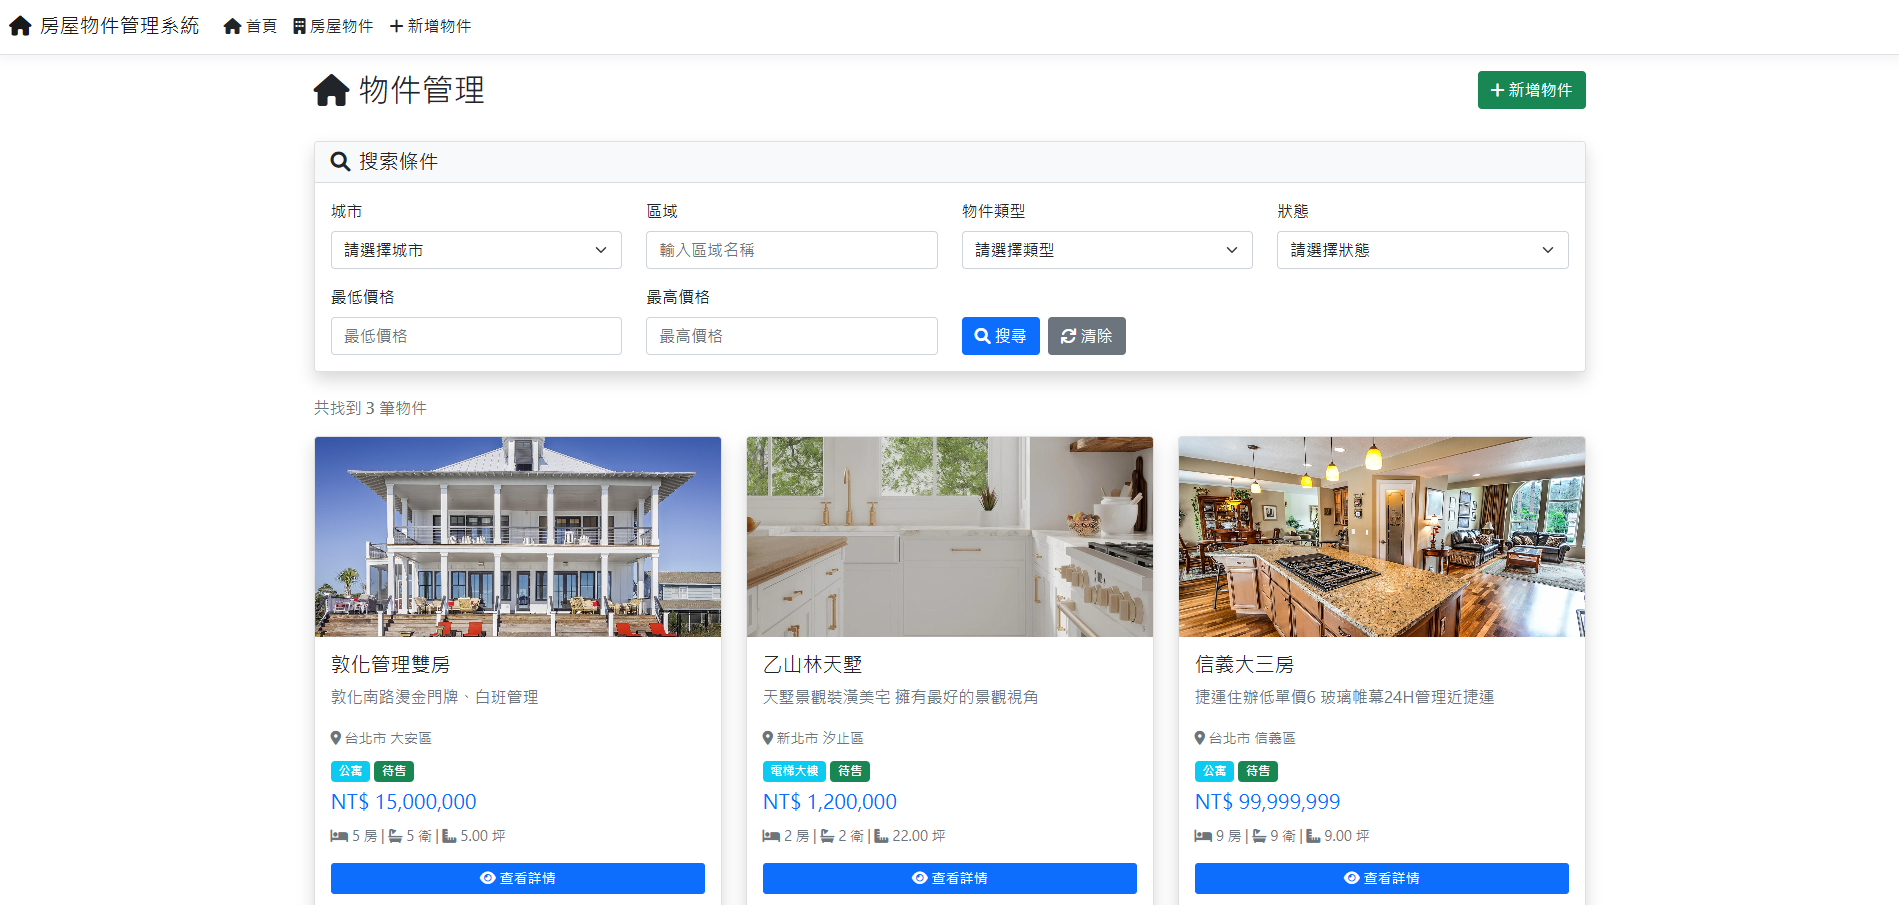 房屋物件管理系統 首頁 房屋物件 新增物件
物件管理
新增物件
搜索條件
城市 區域 物件類型 狀態
請選擇城市 輸入區域名稱 請選擇類型 請選擇狀態
最低價格 最高價格
最低價格 最高價格 搜尋 清除
共找到 3 筆物件
敦化管理雙房
敦化南路燙金門牌、白班管理
台北市 大安區
公寓 待售
NT$ 15,000,000
5 房 | 5 衛 | 5.00 坪
查看詳情
乙山林天墅
天墅景觀裝潢美宅 擁有最好的景觀視角
新北市 汐止區
電梯大樓 待售
NT$ 1,200,000
2 房 | 2 衛 | 22.00 坪
查看詳情
信義大三房
捷運住辦低單價6 玻璃帷幕24H管理近捷運
台北市 信義區
公寓 待售
NT$ 99,999,999
9 房 | 9 衛 | 9.00 坪
查看詳情